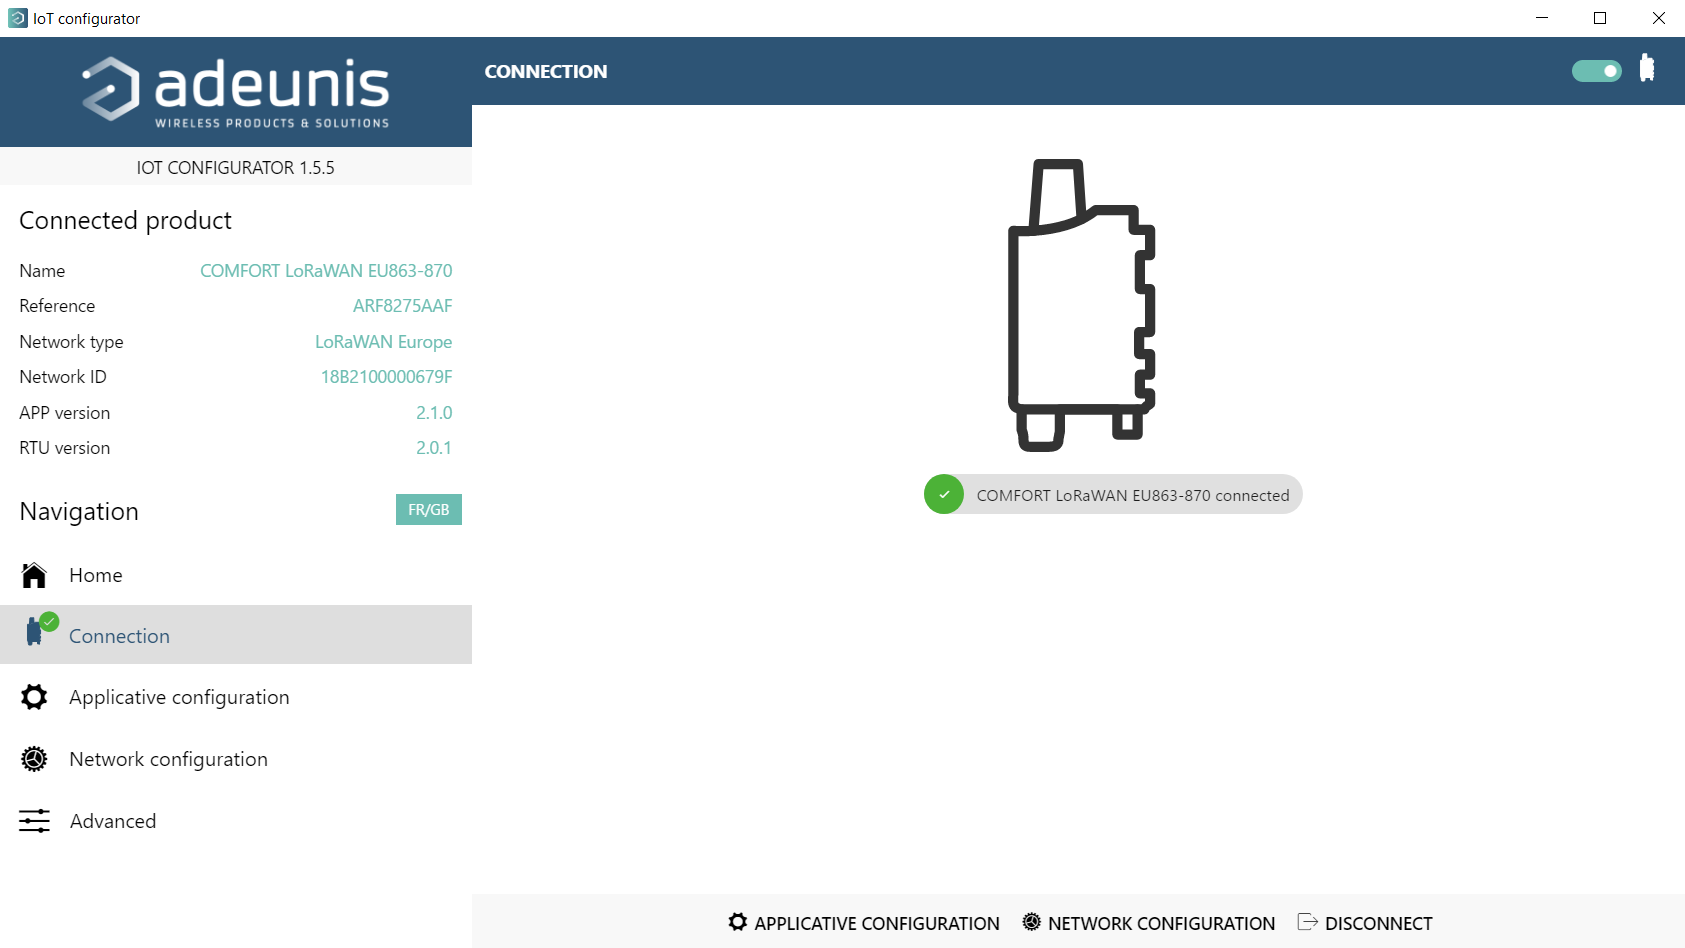 IoT configurator
adeunis
WIRELESS PRODUCTS & SOLUTIONS
CONNECTION
IOT CONFIGURATOR 1.5.5
Connected product
Name COMFORT LoRaWAN EU863-870
Reference ARF8275AAF
Network type LoRaWAN Europe
Network ID 18B2100000679F
APP version 2.1.0
RTU version 2.0.1
Navigation FR/GB
Home
Connection
Applicative configuration
Network configuration
Advanced
COMFORT LoRaWAN EU863-870 connected
APPLICATIVE CONFIGURATION NETWORK CONFIGURATION DISCONNECT